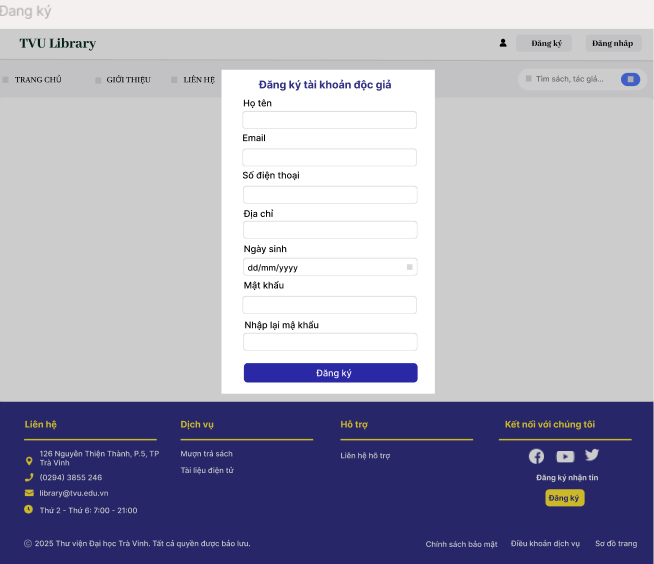 Đang ký
TVU Library
Đăng ký
Đăng nhập
TRANG CHỦ
GIỚI THIỆU
LIÊN HỆ
Tìm sách, tác giả...
Đăng ký tài khoản độc giả
Họ tên
Email
Số điện thoại
Địa chỉ
Ngày sinh
dd/mm/yyyy
Mật khẩu
Nhập lại mậ khẩu
Đăng ký
Liên hệ
126 Nguyễn Thiện Thành, P.5, TP
Trà Vinh
(0294) 3855 246
library@tvu.edu.vn
Thứ 2 - Thứ 6: 7:00 - 21:00
Dịch vụ
Mượn trả sách
Tài liệu điện tử
Hỗ trợ
Liên hệ hỗ trợ
Kết nối với chúng tôi
Đăng ký nhận tin
Đăng ký
© 2025 Thư viện Đại học Trà Vinh. Tất cả quyền được bảo lưu.
Chính sách bảo mật
Điều khoản dịch vụ
Sơ đồ trang